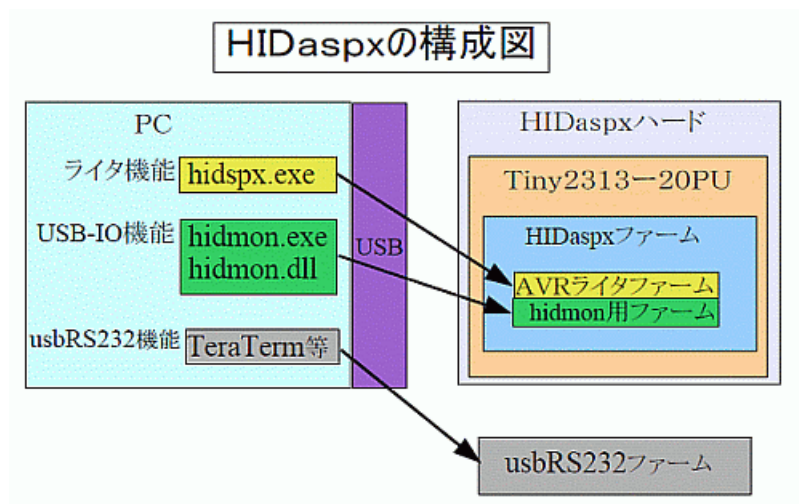 HIDaspxの構成図
PC
ライタ機能 hidspx.exe
USB-IO機能 hidmon.exe
hidmon.dll
usbRS232機能 TeraTerm等
USB
HIDaspxハード
Tiny2313ー20PU
HIDaspxファーム
AVRライタファーム
hidmon用ファーム
usbRS232ファーム